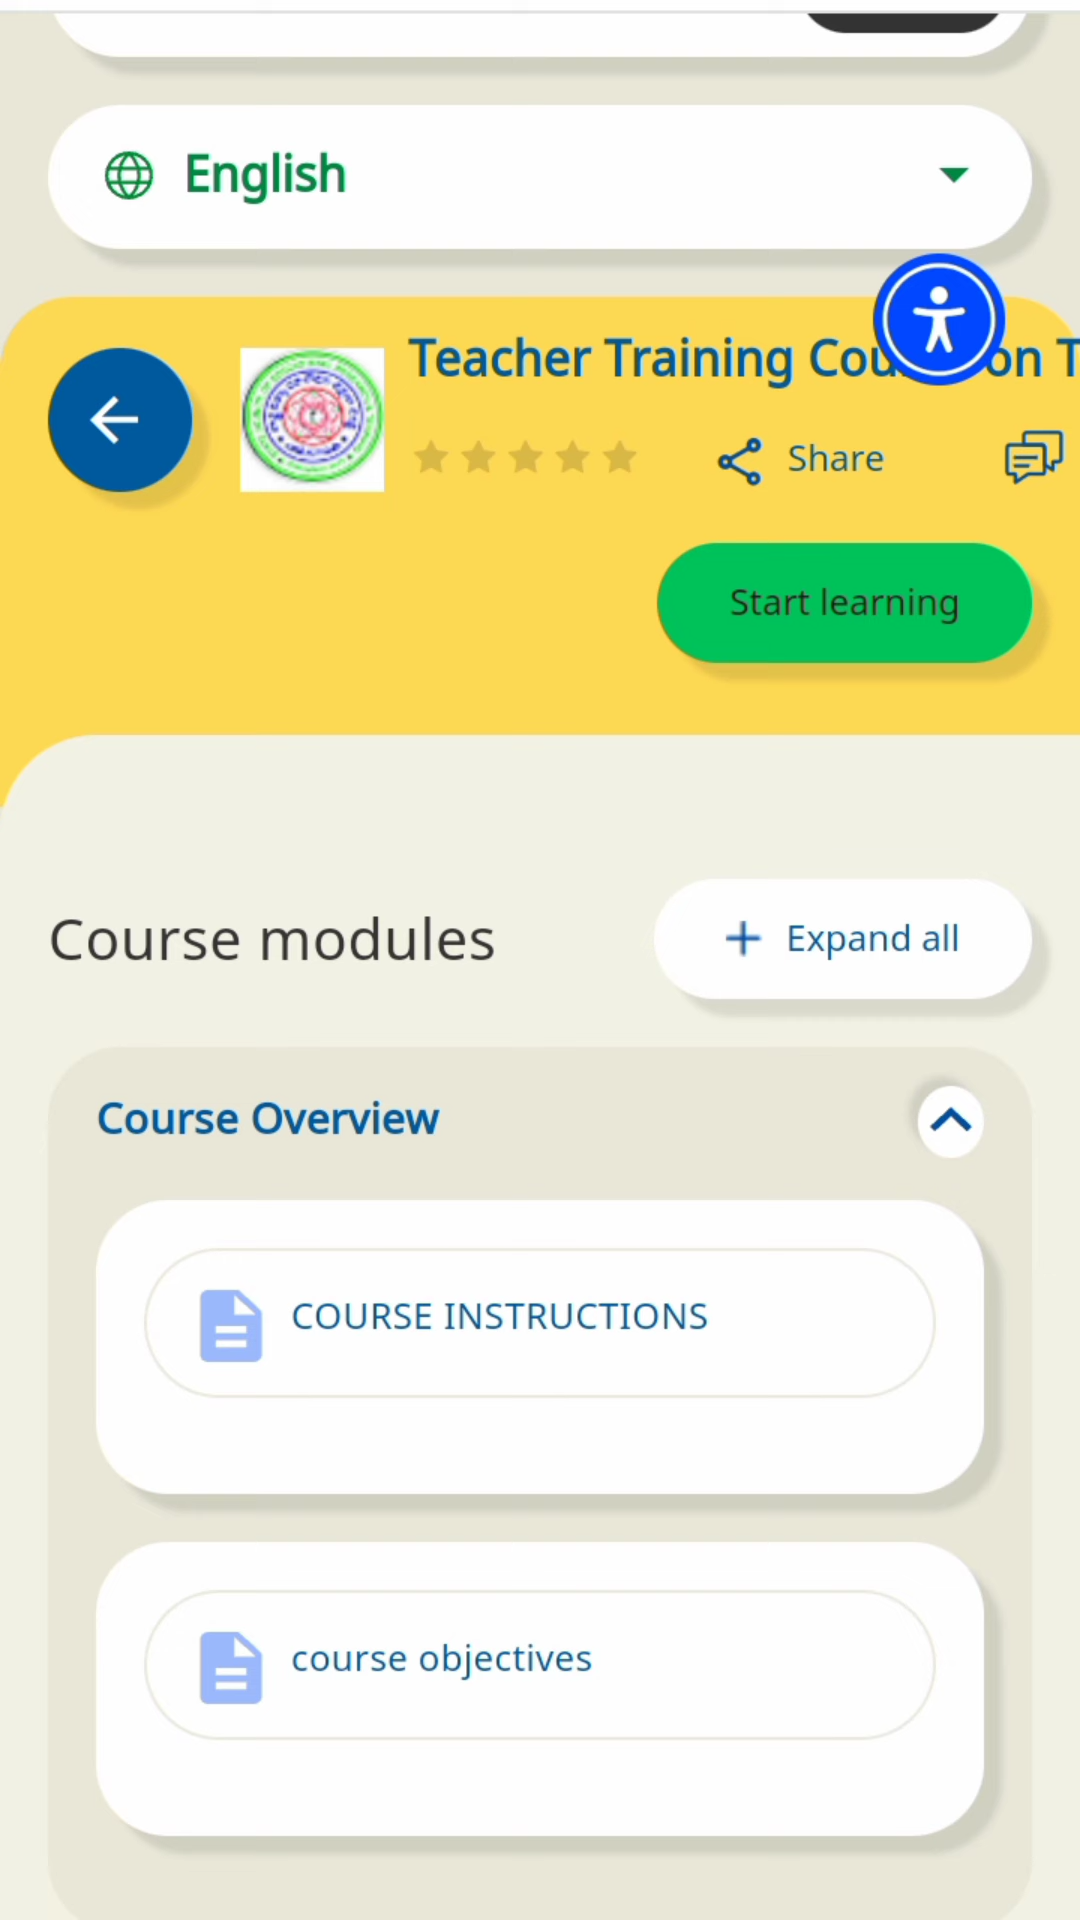 English
Teacher Training Cou on T
Share
Start learning
Course modules
Expand all
Course Overview
COURSE INSTRUCTIONS
course objectives